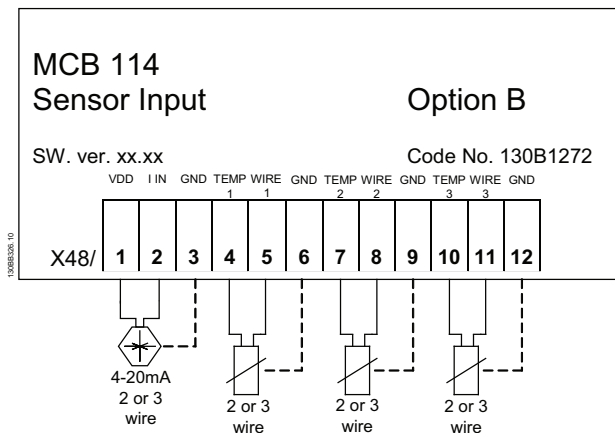 MCB 114
Sensor Input Option B
SW. ver. xx.xx Code No. 130B1272
VDD I IN GND TEMP WIRE GND TEMP WIRE GND TEMP WIRE GND
1 1 2 2 3 3
X48/ 1 2 3 4 5 6 7 8 9 10 11 12
130BB326.10
4-20mA
2 or 3
wire
2 or 3
wire
2 or 3
wire
2 or 3
wire